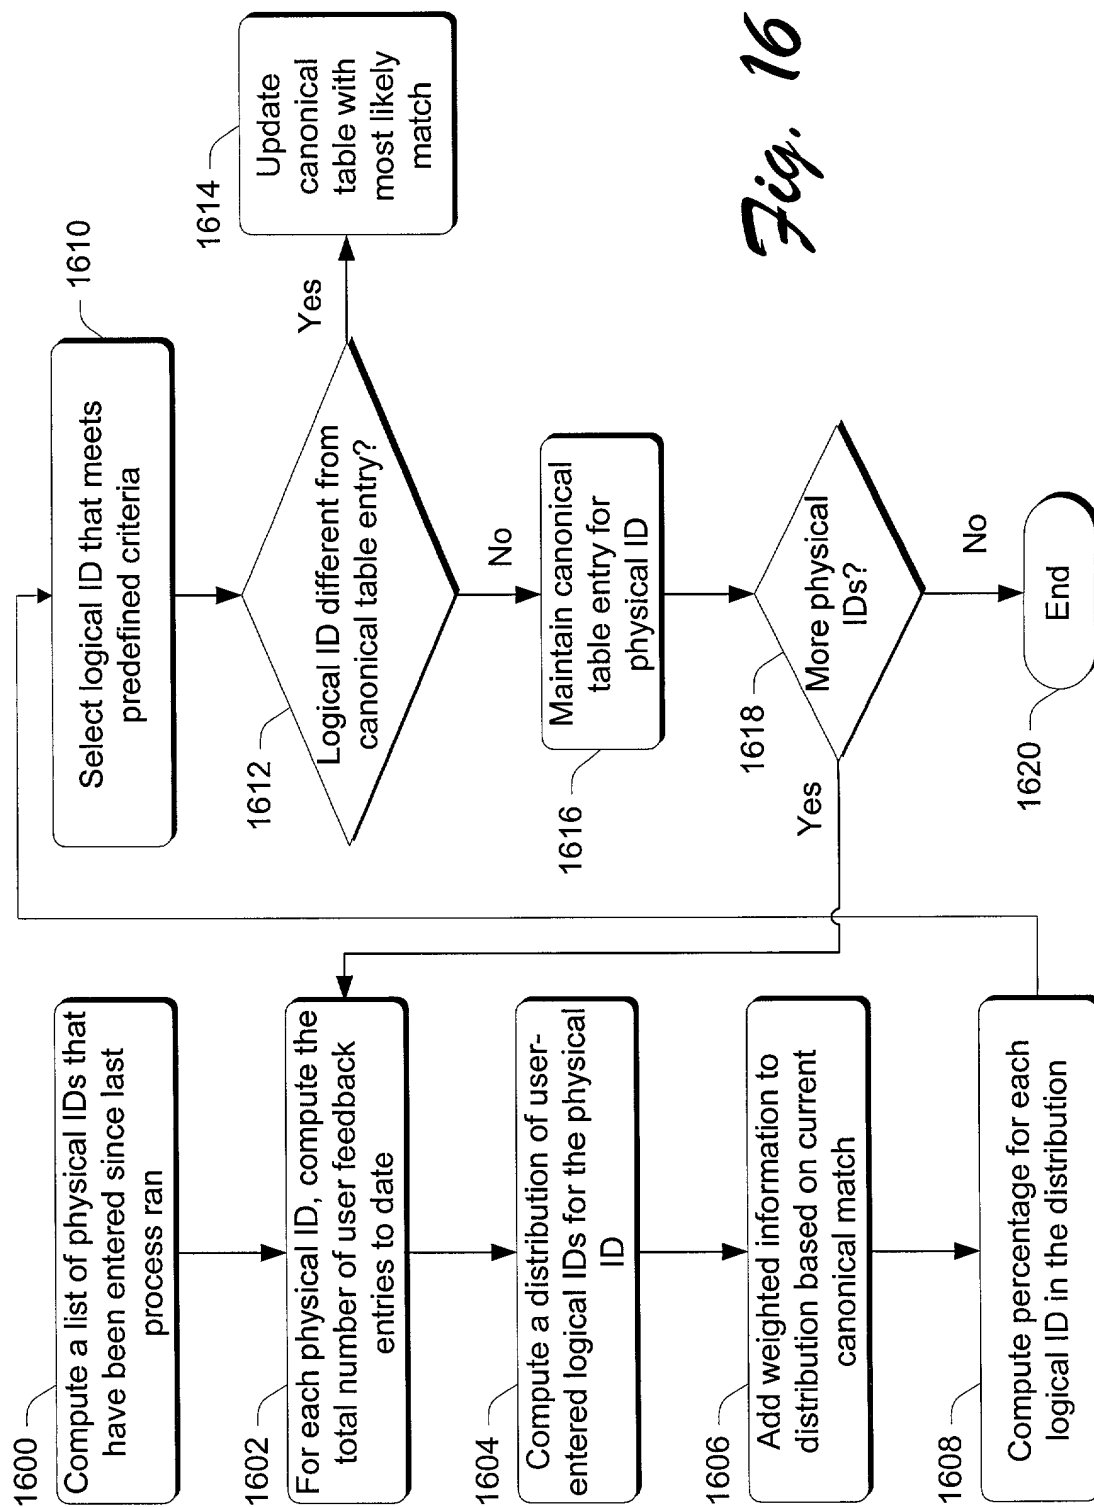 1600
Compute a list of physical IDs that
have been entered since last
process ran
1602
For each physical ID, compute the
total number of user feedback
entries to date
1604
Compute a distribution of user-
entered logical IDs for the physical
ID
1606
Add weighted information to
distribution based on current
canonical match
1608
Compute percentage for each
logical ID in the distribution
1610
Select logical ID that meets
predefined criteria
1612
Logical ID different from
canonical table entry?
Yes
1614
Update
canonical
table with
most likely
match
No
1616
Maintain canonical
table entry for
physical ID
1618
More physical
IDs?
Yes
No
1620
End
Fig. 16